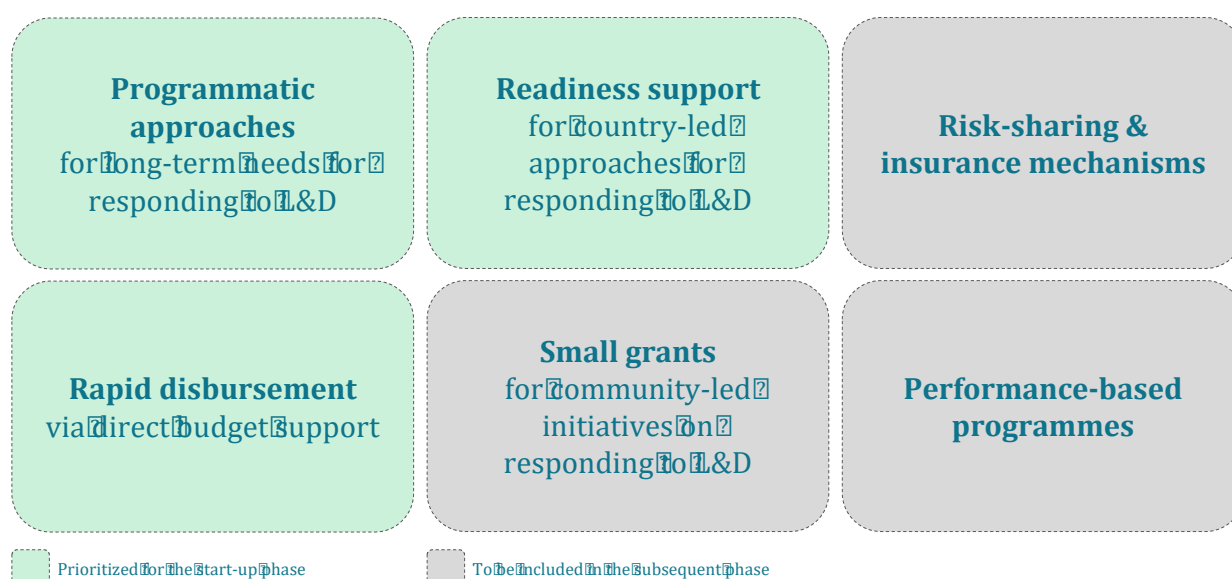 Programmatic
approaches
for long-term needs for
responding to L&D
Readiness support
for country-led
approaches for
responding to L&D
Risk-sharing &
insurance mechanisms
Rapid disbursement
via direct budget support
Small grants
for community-led
initiatives on
responding to L&D
Performance-based
programmes
Prioritized for the start-up phase
To be included in the subsequent phase